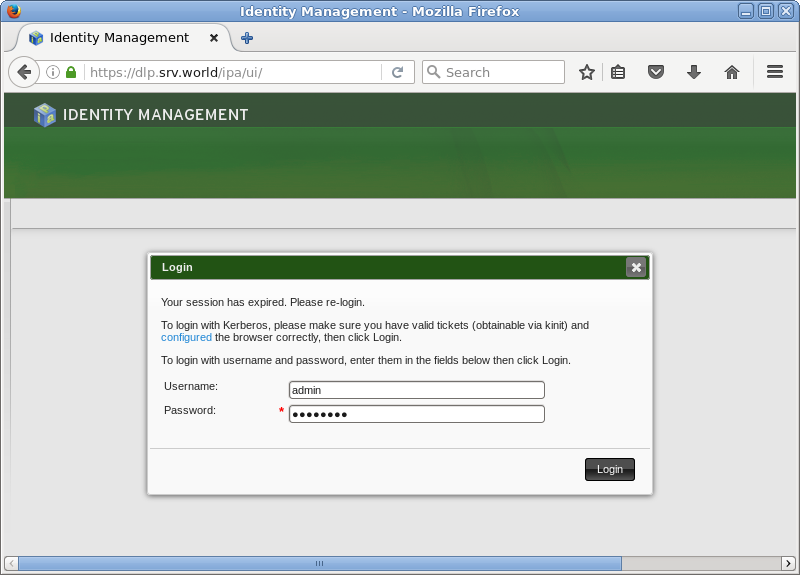 Identity Management - Mozilla Firefox
Identity Management
https://dlp.srv.world/ipa/ui/
Search
IDENTITY MANAGEMENT
Login
Your session has expired. Please re-login.
To login with Kerberos, please make sure you have valid tickets (obtainable via kinit) and
configured the browser correctly, then click Login.
To login with username and password, enter them in the fields below then click Login.
Username:
admin
Password:
* ●●●●●●●●
Login